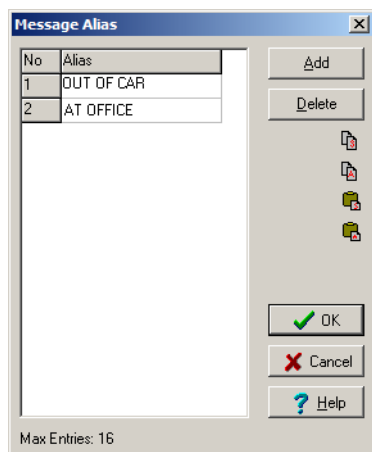 Message Alias
No Alias
1 OUT OF CAR
2 AT OFFICE
Add
Delete
OK
Cancel
Help
Max Entries: 16